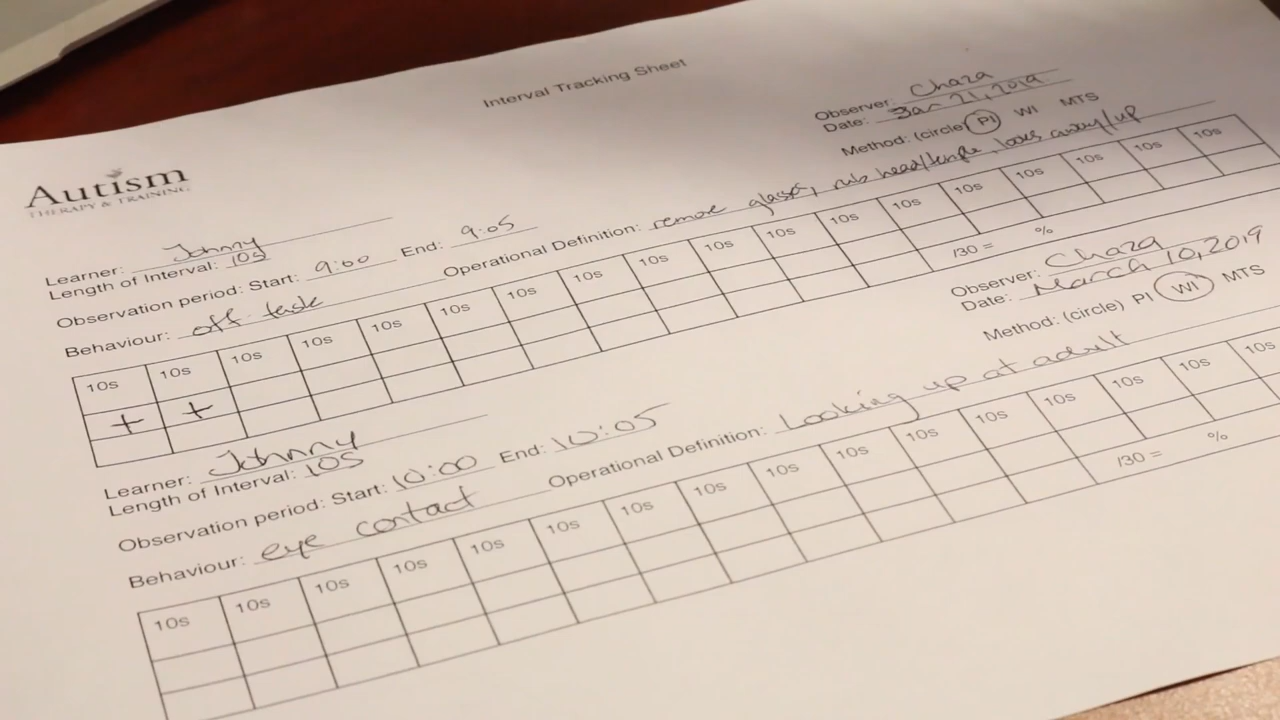 Interval Tracking Sheet
Autism
THERAPY & TRAINING
Observer: Chaza
Date: Jan 21, 2019
Method: (circle) PI WI MTS
Learner: Johnny
Length of Interval: 10s
Observation period: Start: 9:00 End: 9:05
Behaviour: off task Operational Definition: remove glasses, rub head/temple, looks away/up
10s 10s 10s 10s 10s 10s 10s 10s 10s 10s 10s 10s 10s 10s 10s 10s 10s
+ +
/30 = %
Observer: Chaza
Date: March 10, 2019
Method: (circle) PI WI MTS
Learner: Johnny
Length of Interval: 10s
Observation period: Start: 10:00 End: 10:05
Behaviour: eye contact Operational Definition: Looking up at adult
10s 10s 10s 10s 10s 10s 10s 10s 10s 10s 10s 10s 10s 10s 10s
/30 = %